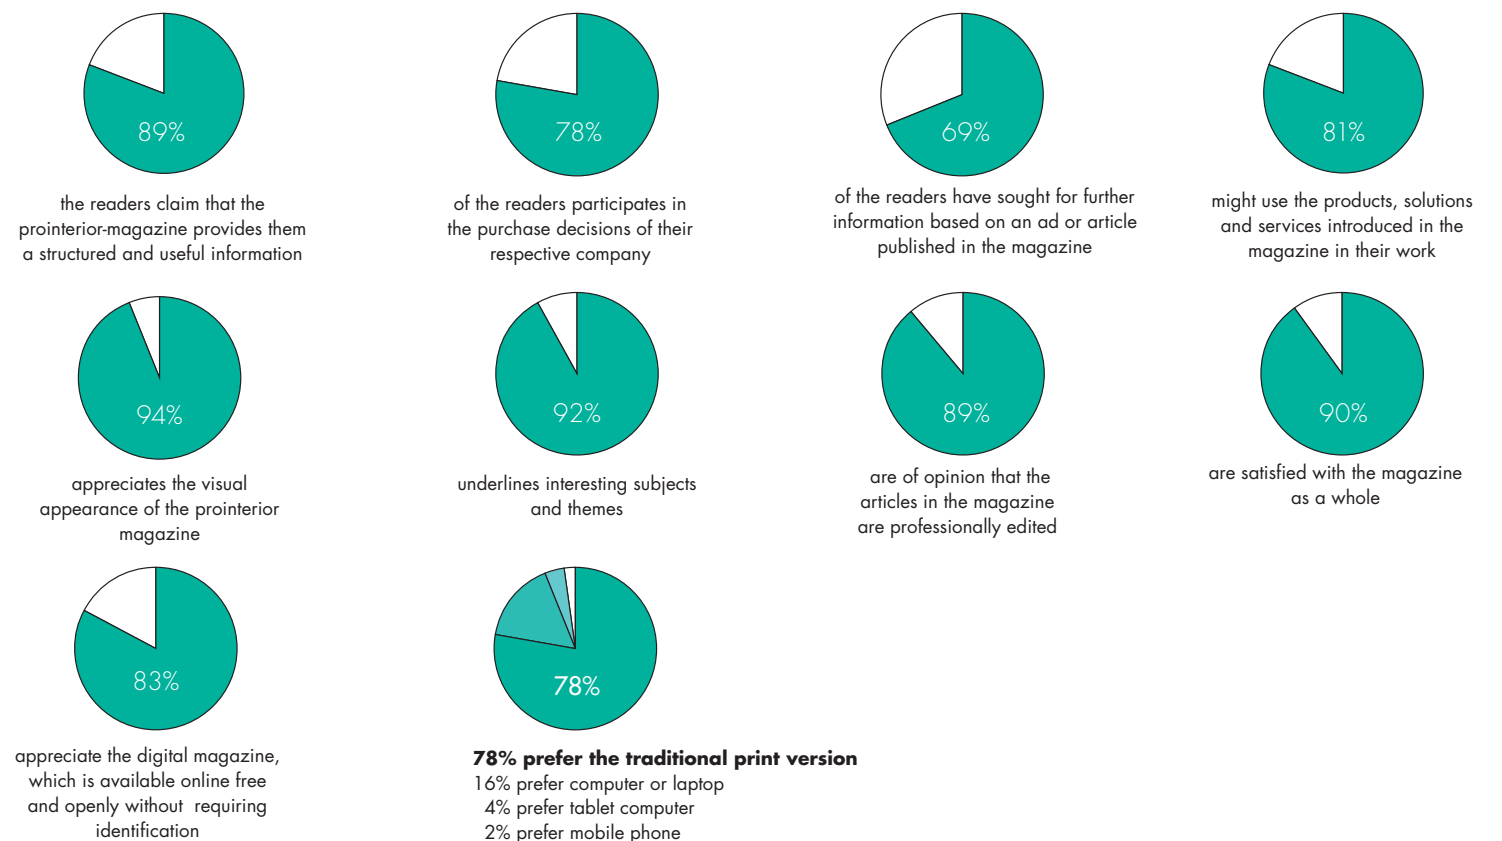 89%
the readers claim that the
prointerior-magazine provides them
a structured and useful information
78%
of the readers participates in
the purchase decisions of their
respective company
69%
of the readers have sought for further
information based on an ad or article
published in the magazine
81%
might use the products, solutions
and services introduced in the
magazine in their work
94%
appreciates the visual
appearance of the prointerior
magazine
92%
underlines interesting subjects
and themes
89%
are of opinion that the
articles in the magazine
are professionally edited
90%
are satisfied with the magazine
as a whole
83%
appreciate the digital magazine,
which is available online free
and openly without requiring
identification
78%
78% prefer the traditional print version
16% prefer computer or laptop
4% prefer tablet computer
2% prefer mobile phone